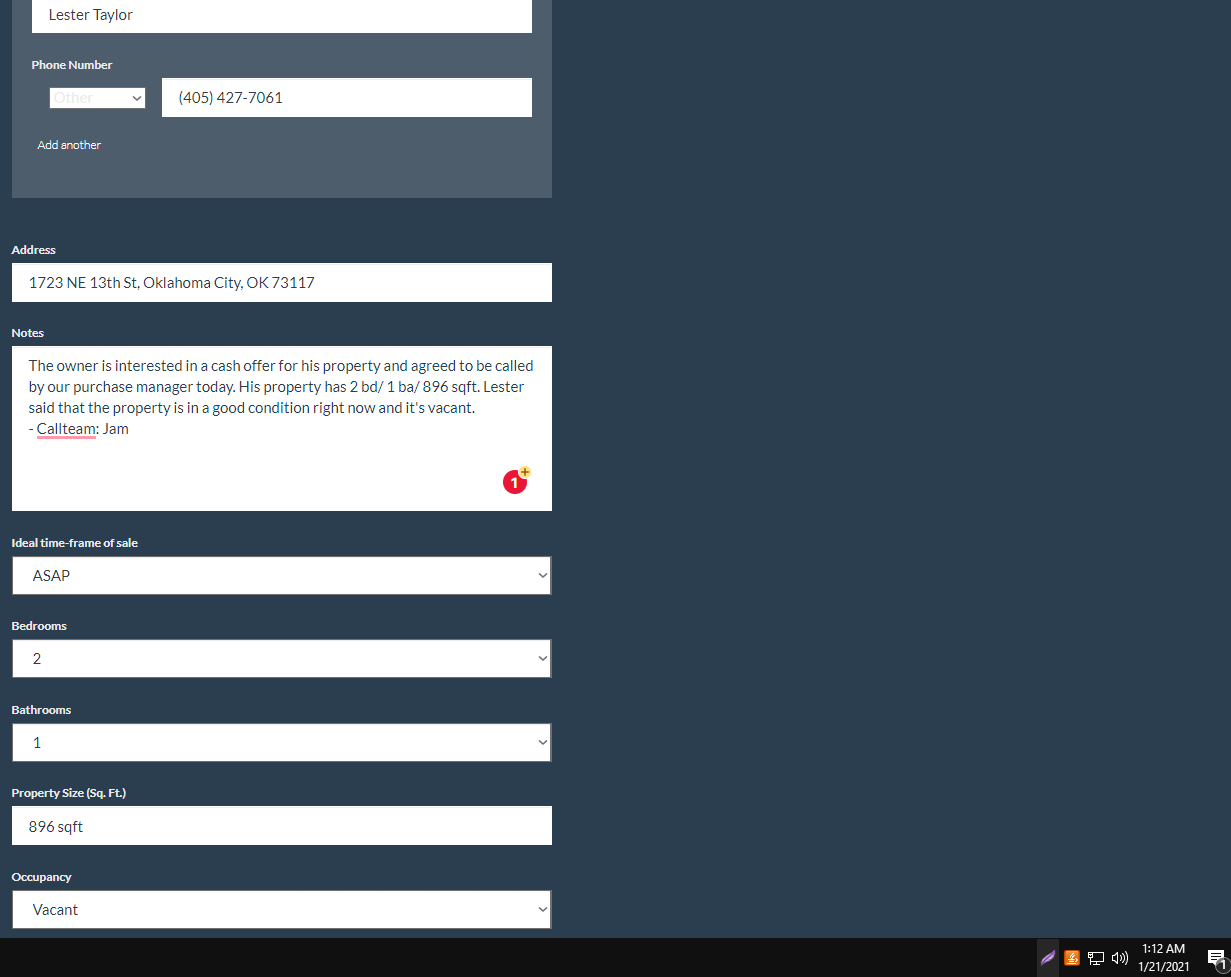 Lester Taylor
Phone Number
Other
(405) 427-7061
Add another
Address
1723 NE 13th St, Oklahoma City, OK 73117
Notes
The owner is interested in a cash offer for his property and agreed to be called
by our purchase manager today. His property has 2 bd/ 1 ba/ 896 sqft. Lester
said that the property is in a good condition right now and it's vacant.
- Callteam: Jam
1
Ideal time-frame of sale
ASAP
Bedrooms
2
Bathrooms
1
Property Size (Sq. Ft.)
896 sqft
Occupancy
Vacant
1:12 AM
1/21/2021
1